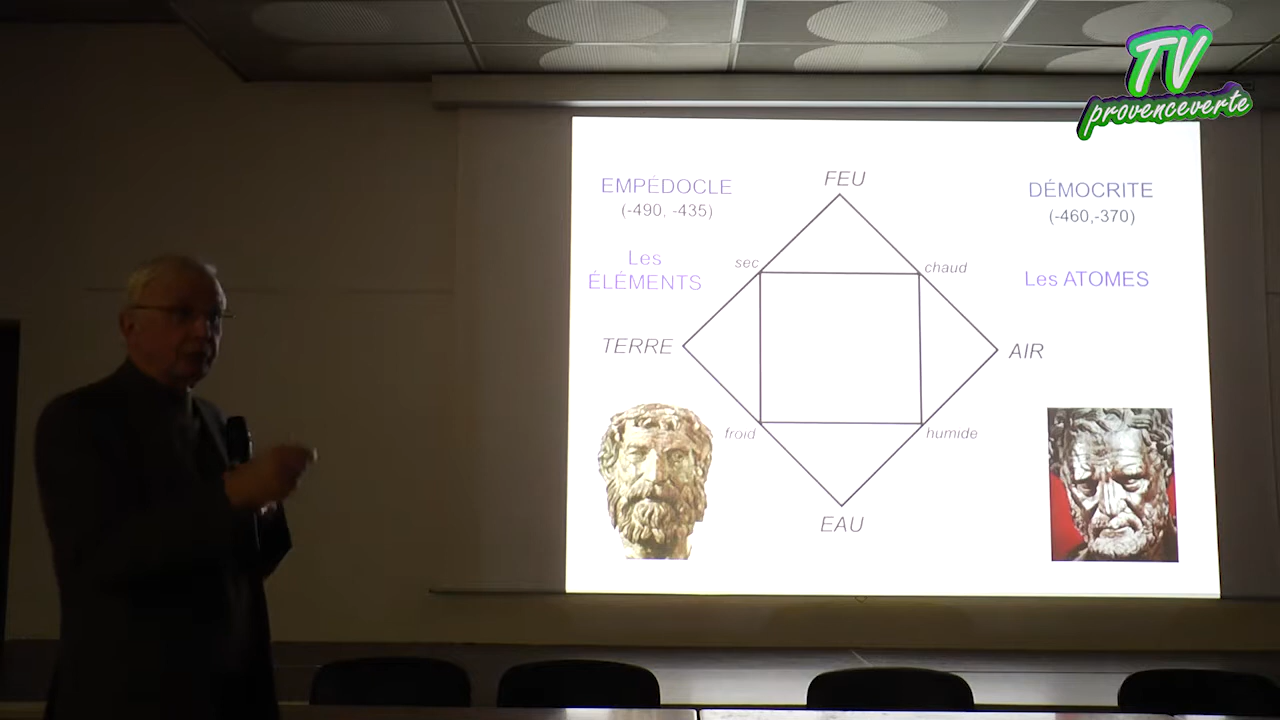 TV
provenceverte
EMPÉDOCLE
(-490, -435)
Les
ÉLÉMENTS
FEU
sec
chaud
TERRE
AIR
froid
humide
EAU
DÉMOCRITE
(-460,-370)
Les ATOMES